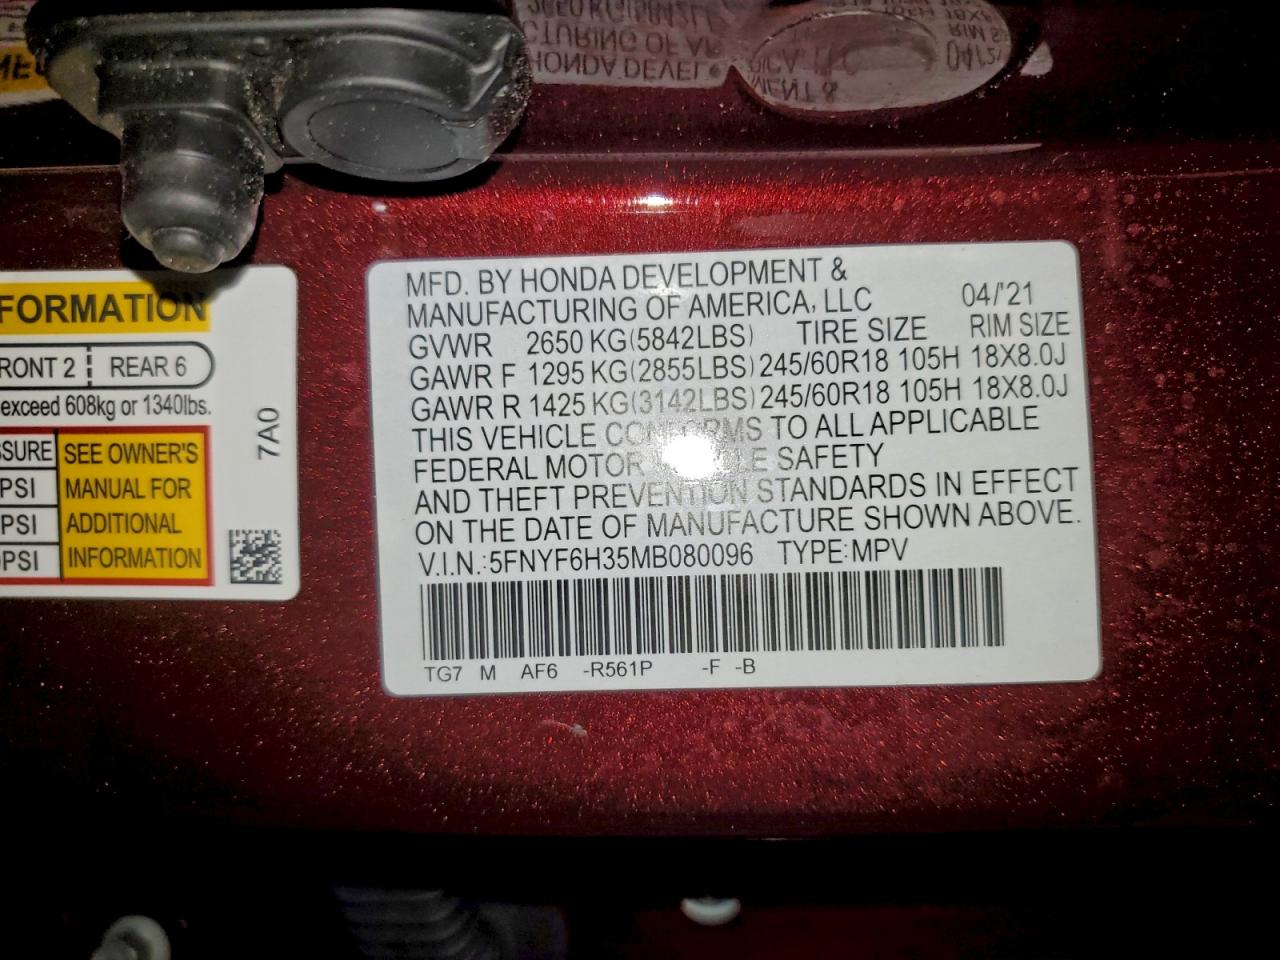 FORMATION
RONT 2 REAR 6
exceed 608kg or 1340lbs.
SSURE SEE OWNER'S
PSI MANUAL FOR
PSI ADDITIONAL
PSI INFORMATION
7A0
MFD. BY HONDA DEVELOPMENT &
MANUFACTURING OF AMERICA, LLC 04/'21
GVWR 2650 KG(5842LBS) TIRE SIZE RIM SIZE
GAWR F 1295 KG(2855LBS) 245/60R18 105H 18X8.0J
GAWR R 1425 KG(3142LBS) 245/60R18 105H 18X8.0J
THIS VEHICLE CONFORMS TO ALL APPLICABLE
FEDERAL MOTOR SAFETY
AND THEFT PREVENTION STANDARDS IN EFFECT
ON THE DATE OF MANUFACTURE SHOWN ABOVE.
V.I.N.:5FNYF6H35MB080096 TYPE:MPV
TG7 M AF6 -R561P -F -B